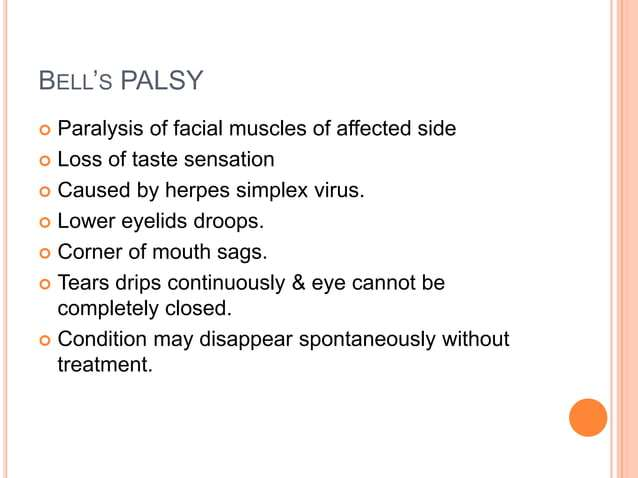 BELL'S PALSY
Paralysis of facial muscles of affected side
Loss of taste sensation
Caused by herpes simplex virus.
Lower eyelids droops.
Corner of mouth sags.
Tears drips continuously & eye cannot be
completely closed.
Condition may disappear spontaneously without
treatment.